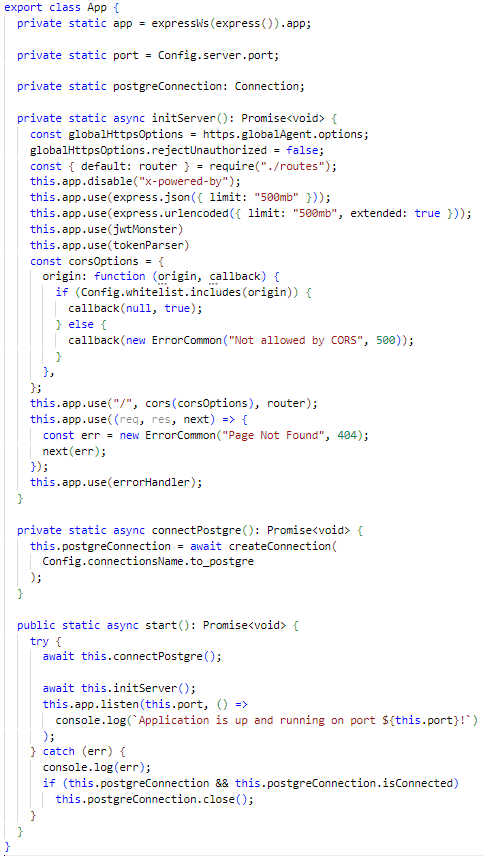 export class App {
  private static app = expressWs(express()).app;

  private static port = Config.server.port;

  private static postgreConnection: Connection;

  private static async initServer(): Promise<void> {
    const globalHttpsOptions = https.globalAgent.options;
    globalHttpsOptions.rejectUnauthorized = false;
    const { default: router } = require("./routes");
    this.app.disable("x-powered-by");
    this.app.use(express.json({ limit: "500mb" }));
    this.app.use(express.urlencoded({ limit: "500mb", extended: true }));
    this.app.use(jwtMonster)
    this.app.use(tokenParser)
    const corsOptions = {
      origin: function (origin, callback) {
        if (Config.whitelist.includes(origin)) {
          callback(null, true);
        } else {
          callback(new ErrorCommon("Not allowed by CORS", 500));
        }
      },
    };
    this.app.use("/", cors(corsOptions), router);
    this.app.use((req, res, next) => {
      const err = new ErrorCommon("Page Not Found", 404);
      next(err);
    });
    this.app.use(errorHandler);
  }

  private static async connectPostgre(): Promise<void> {
    this.postgreConnection = await createConnection(
      Config.connectionsName.to_postgre
    );
  }

  public static async start(): Promise<void> {
    try {
      await this.connectPostgre();

      await this.initServer();
      this.app.listen(this.port, () =>
        console.log(`Application is up and running on port ${this.port}!`)
      );
    } catch (err) {
      console.log(err);
      if (this.postgreConnection && this.postgreConnection.isConnected)
        this.postgreConnection.close();
    }
  }
}